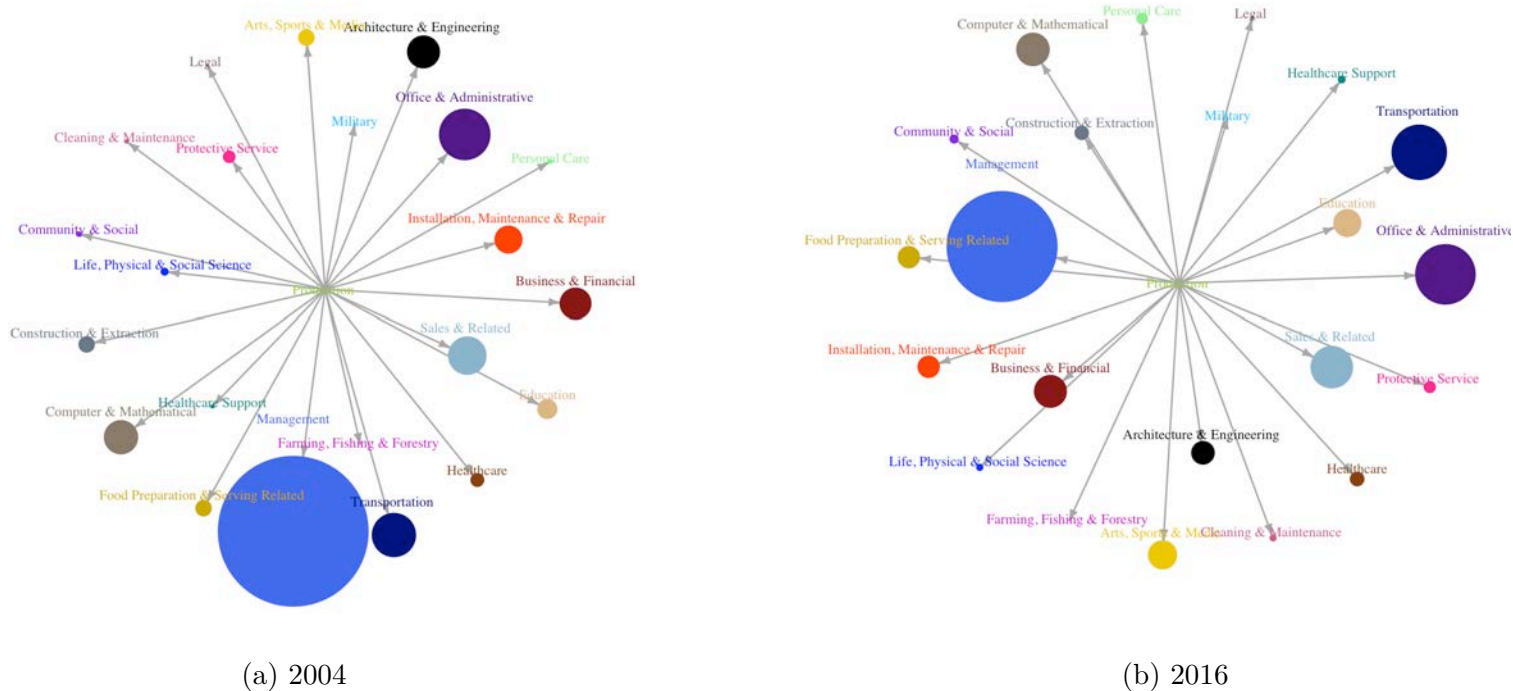 Arts, Sports & Media
Architecture & Engineering
Legal
Office & Administrative
Military
Cleaning & Maintenance
Protective Service
Personal Care
Installation, Maintenance & Repair
Community & Social
Life, Physical & Social Science
Business & Financial
Production
Construction & Extraction
Sales & Related
Education
Healthcare Support
Computer & Mathematical
Management
Farming, Fishing & Forestry
Healthcare
Food Preparation & Serving Related
Transportation
(a) 2004
Personal Care
Legal
Computer & Mathematical
Healthcare Support
Transportation
Military
Construction & Extraction
Community & Social
Management
Education
Office & Administrative
Food Preparation & Serving Related
Production
Sales & Related
Installation, Maintenance & Repair
Business & Financial
Protective Service
Architecture & Engineering
Life, Physical & Social Science
Healthcare
Farming, Fishing & Forestry
Arts, Sports & Media
Cleaning & Maintenance
(b) 2016